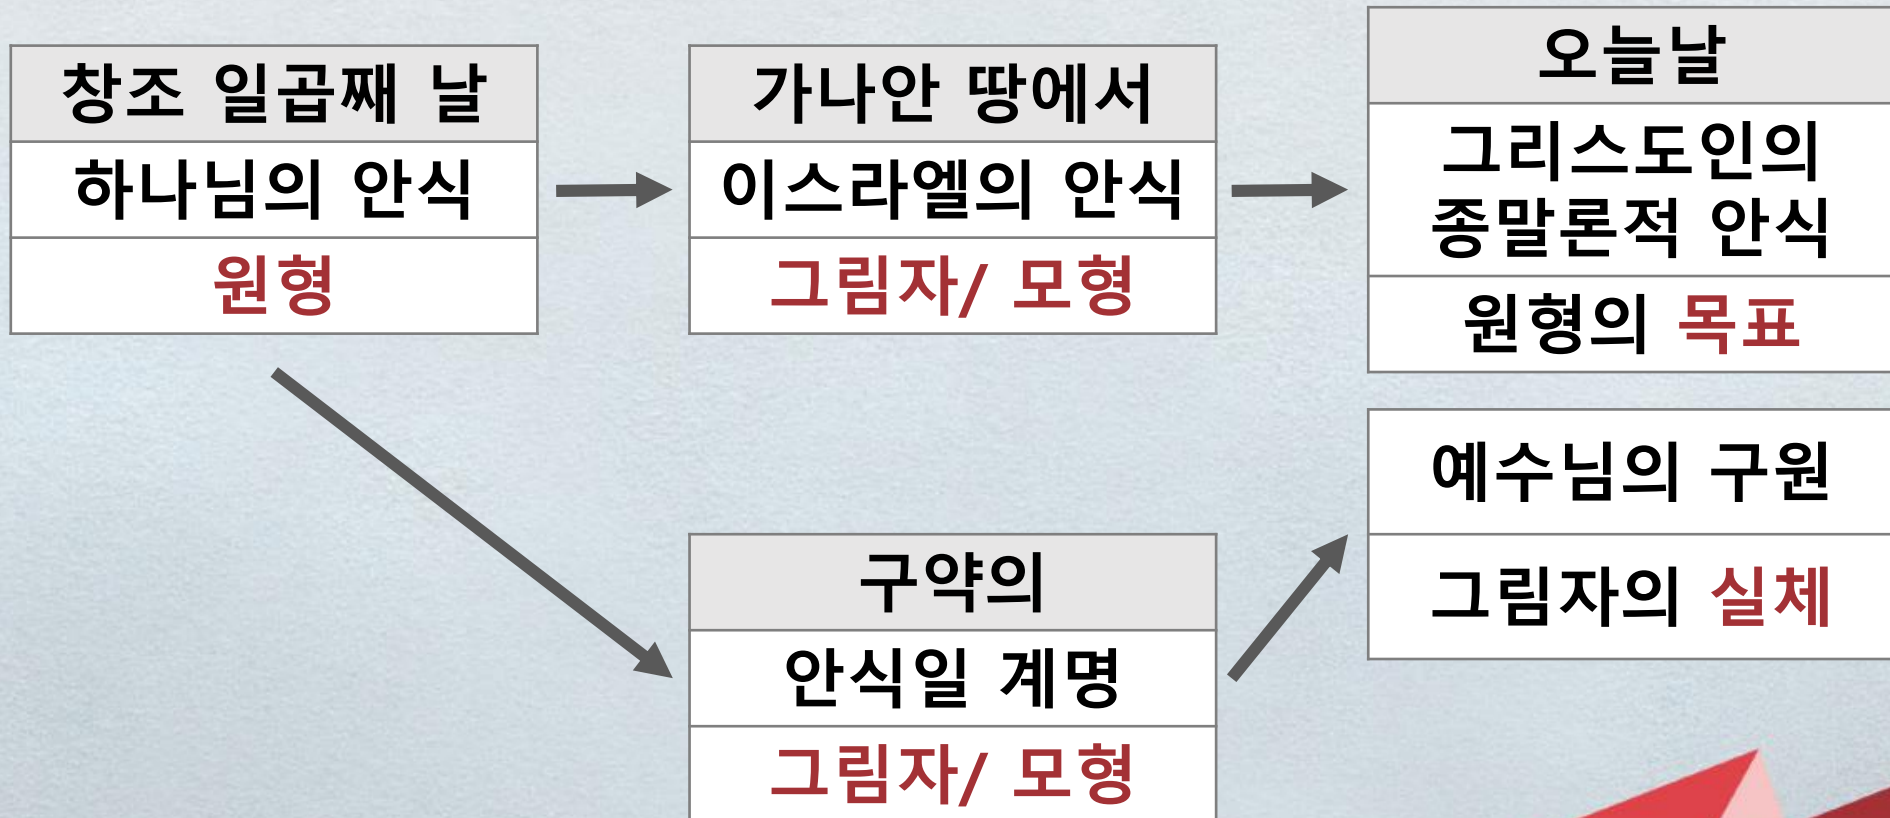 창조 일곱째 날
하나님의 안식
원형
가나안 땅에서
이스라엘의 안식
그림자/ 모형
오늘날
그리스도인의
종말론적 안식
원형의 목표
예수님의 구원
그림자의 실체
구약의
안식일 계명
그림자/ 모형